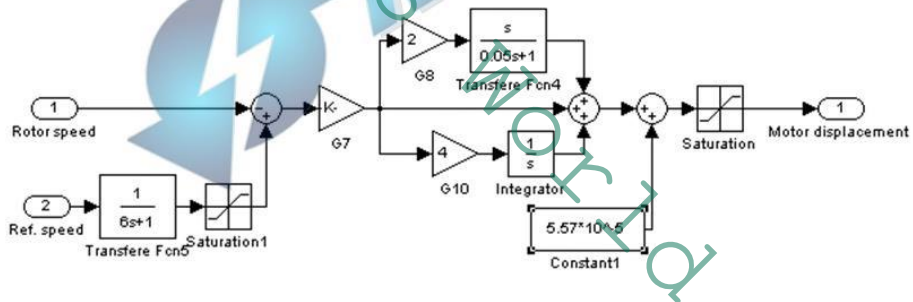 2
G8
s
0.05s+1
Transfere Fcn4
1
Rotor speed
K-
G7
4
G10
1
s
Integrator
Saturation
1
Motor displacement
2
Ref. speed
1
6s+1
Transfere Fcn5
Saturation1
5.57*10^-5
Constant1
world